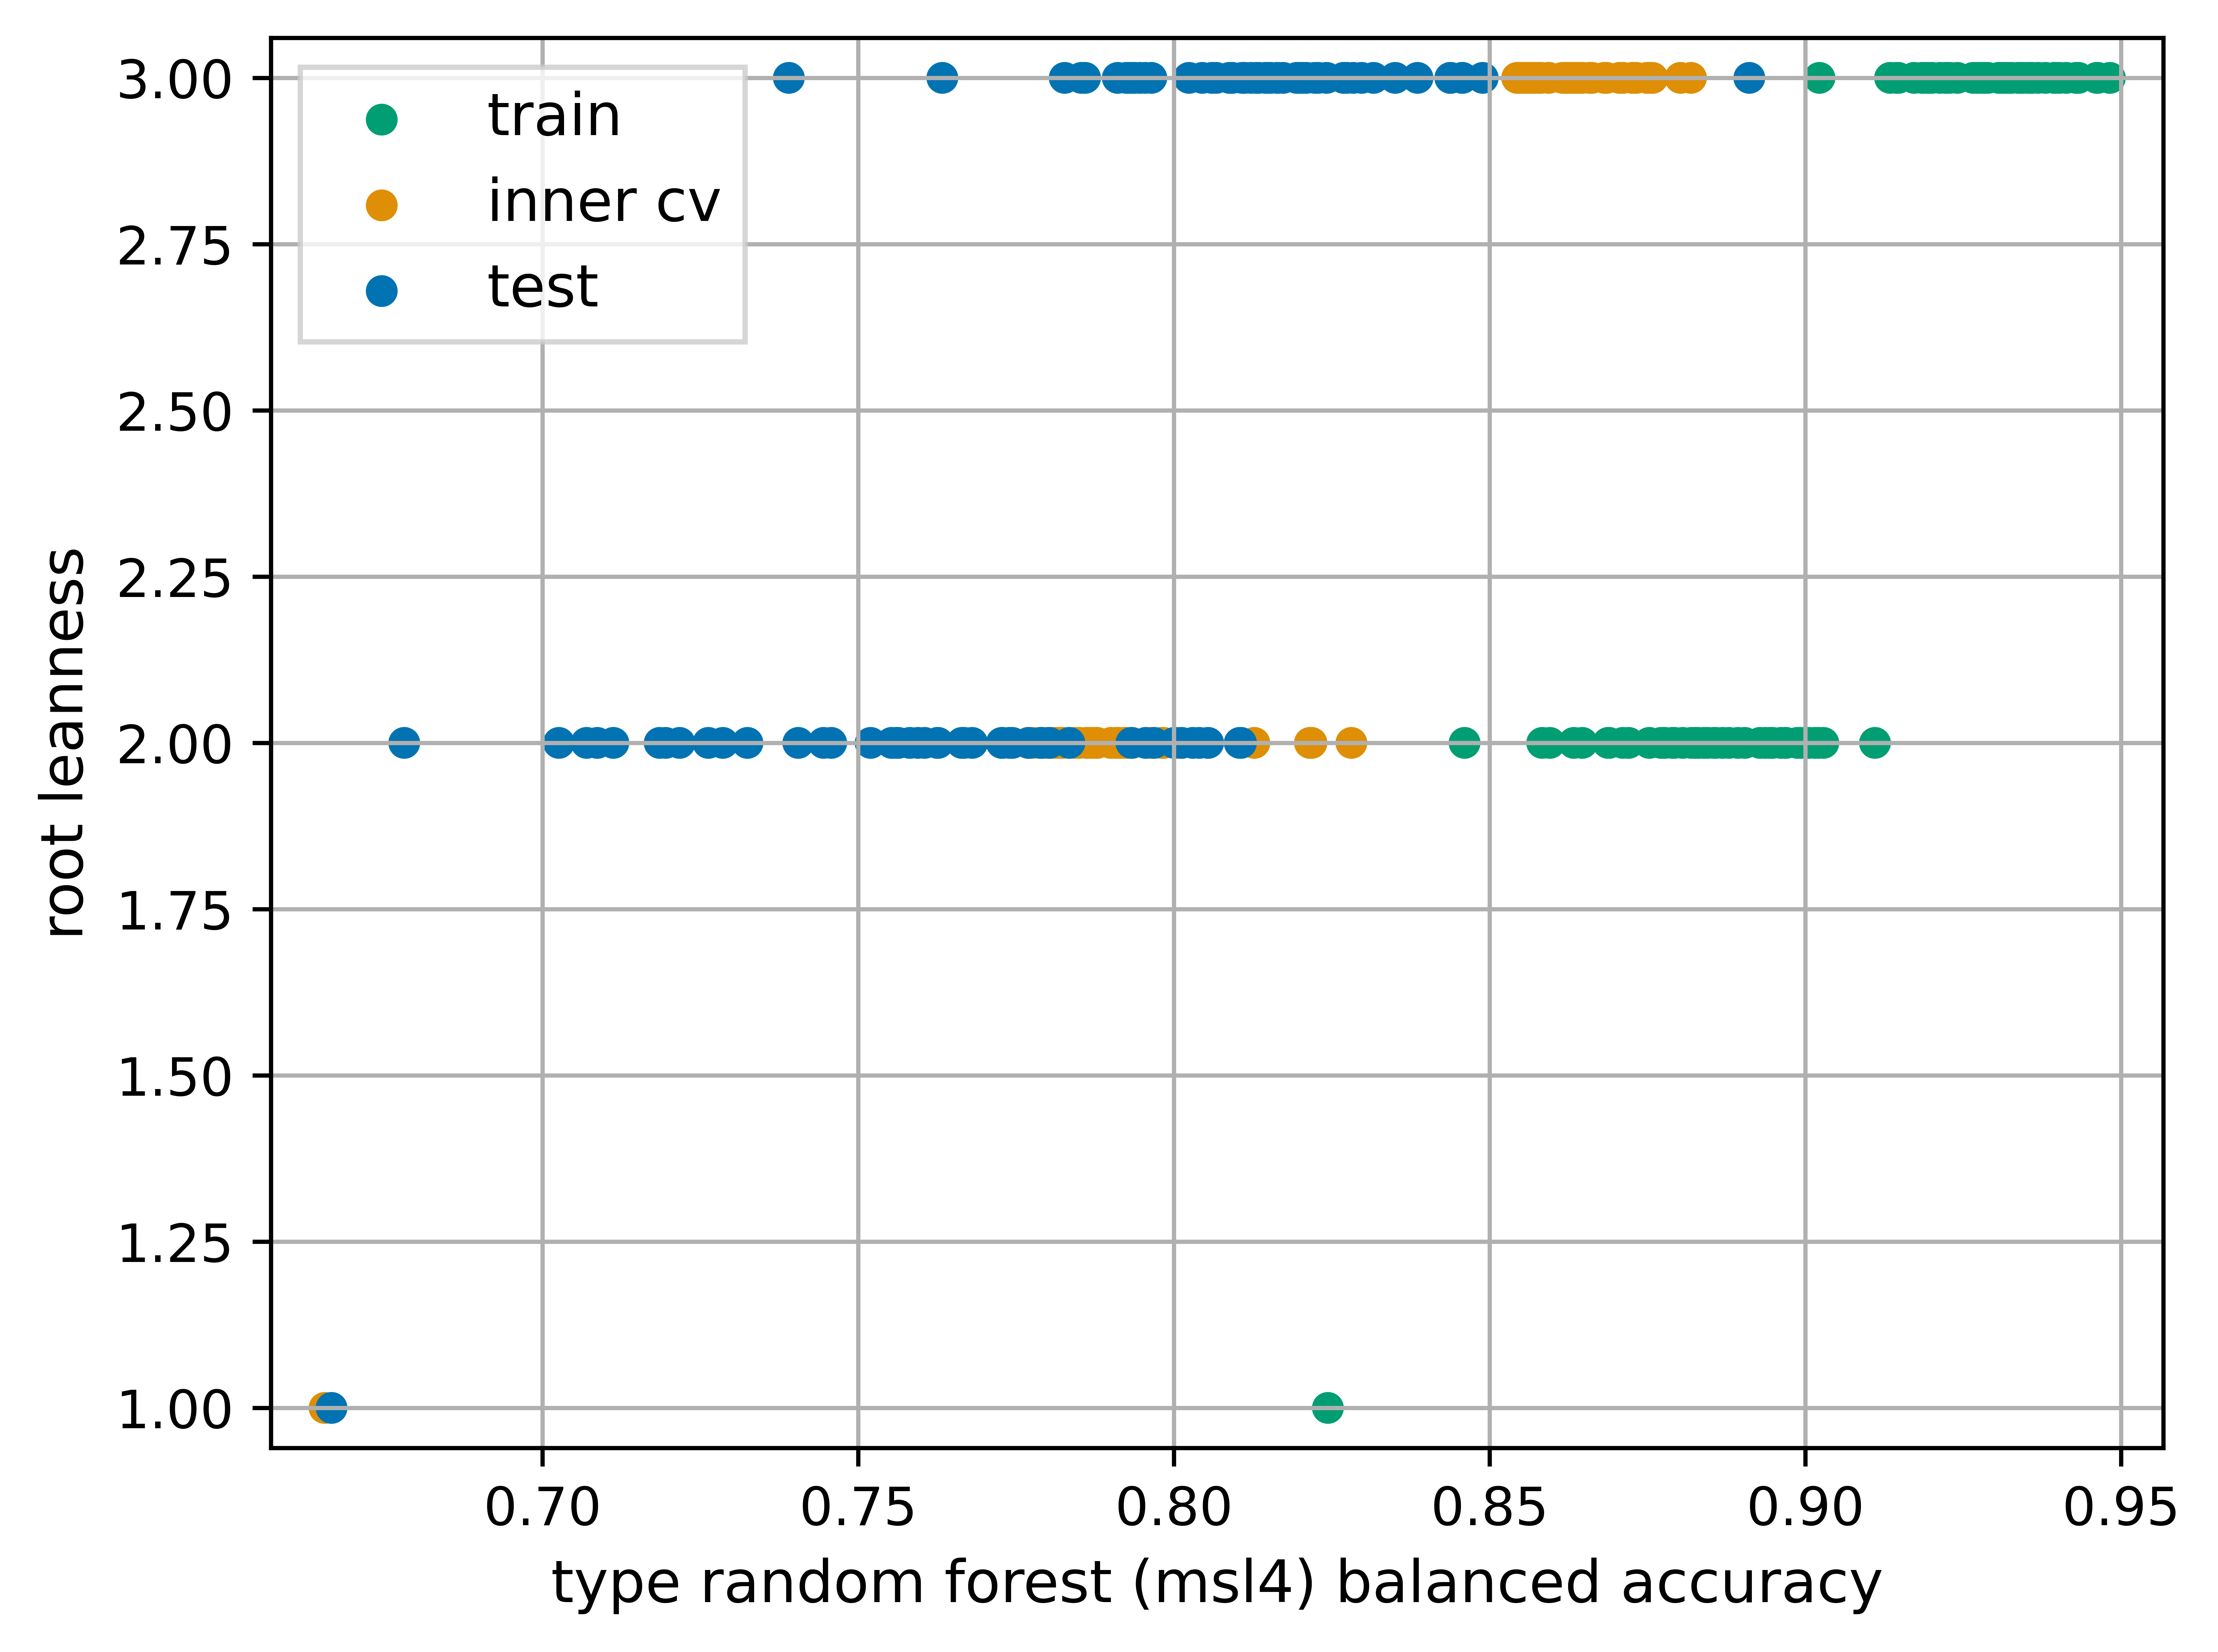 train
inner cv
test
3.00
2.75
2.50
2.25
2.00
1.75
1.50
1.25
1.00
root leanness
0.70 0.75 0.80 0.85 0.90 0.95
type random forest (msl4) balanced accuracy